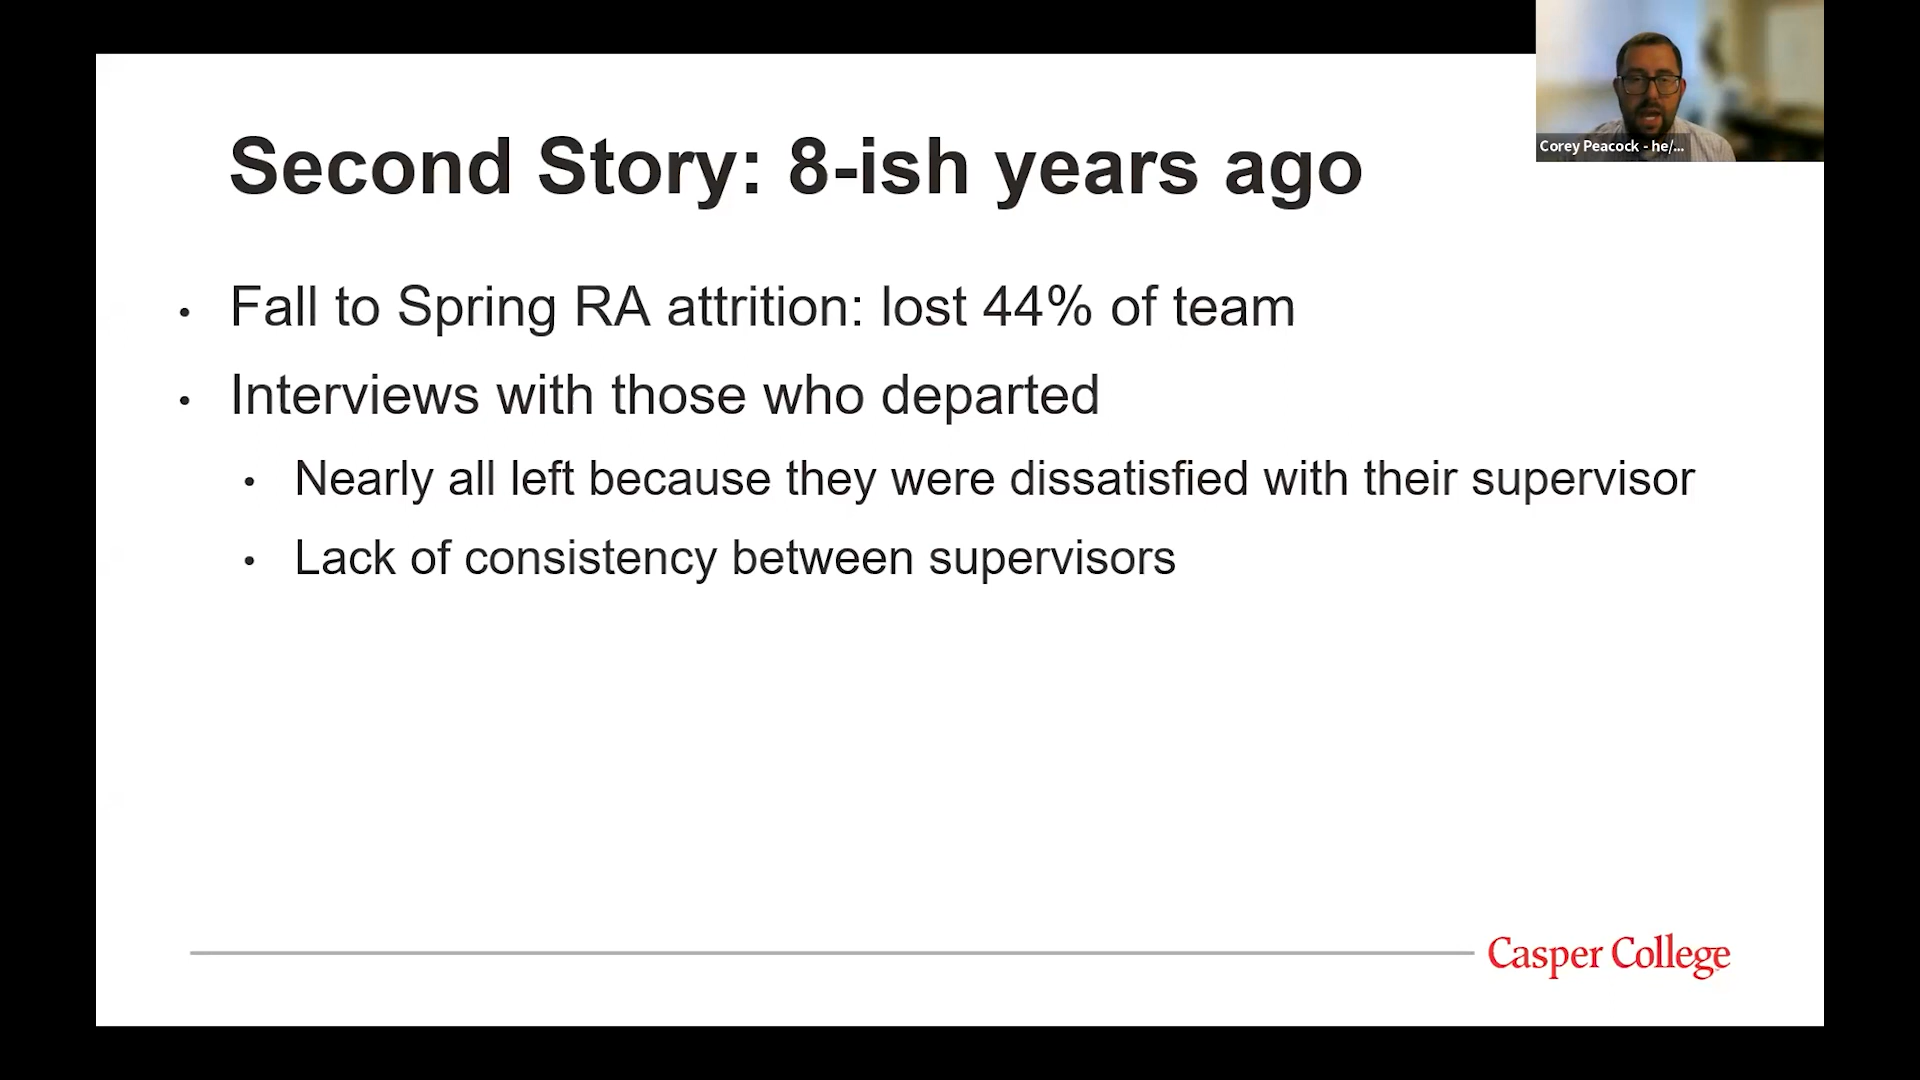 Corey Peacock - he/...
Second Story: 8-ish years ago
• Fall to Spring RA attrition: lost 44% of team
• Interviews with those who departed
• Nearly all left because they were dissatisfied with their supervisor
• Lack of consistency between supervisors
Casper College